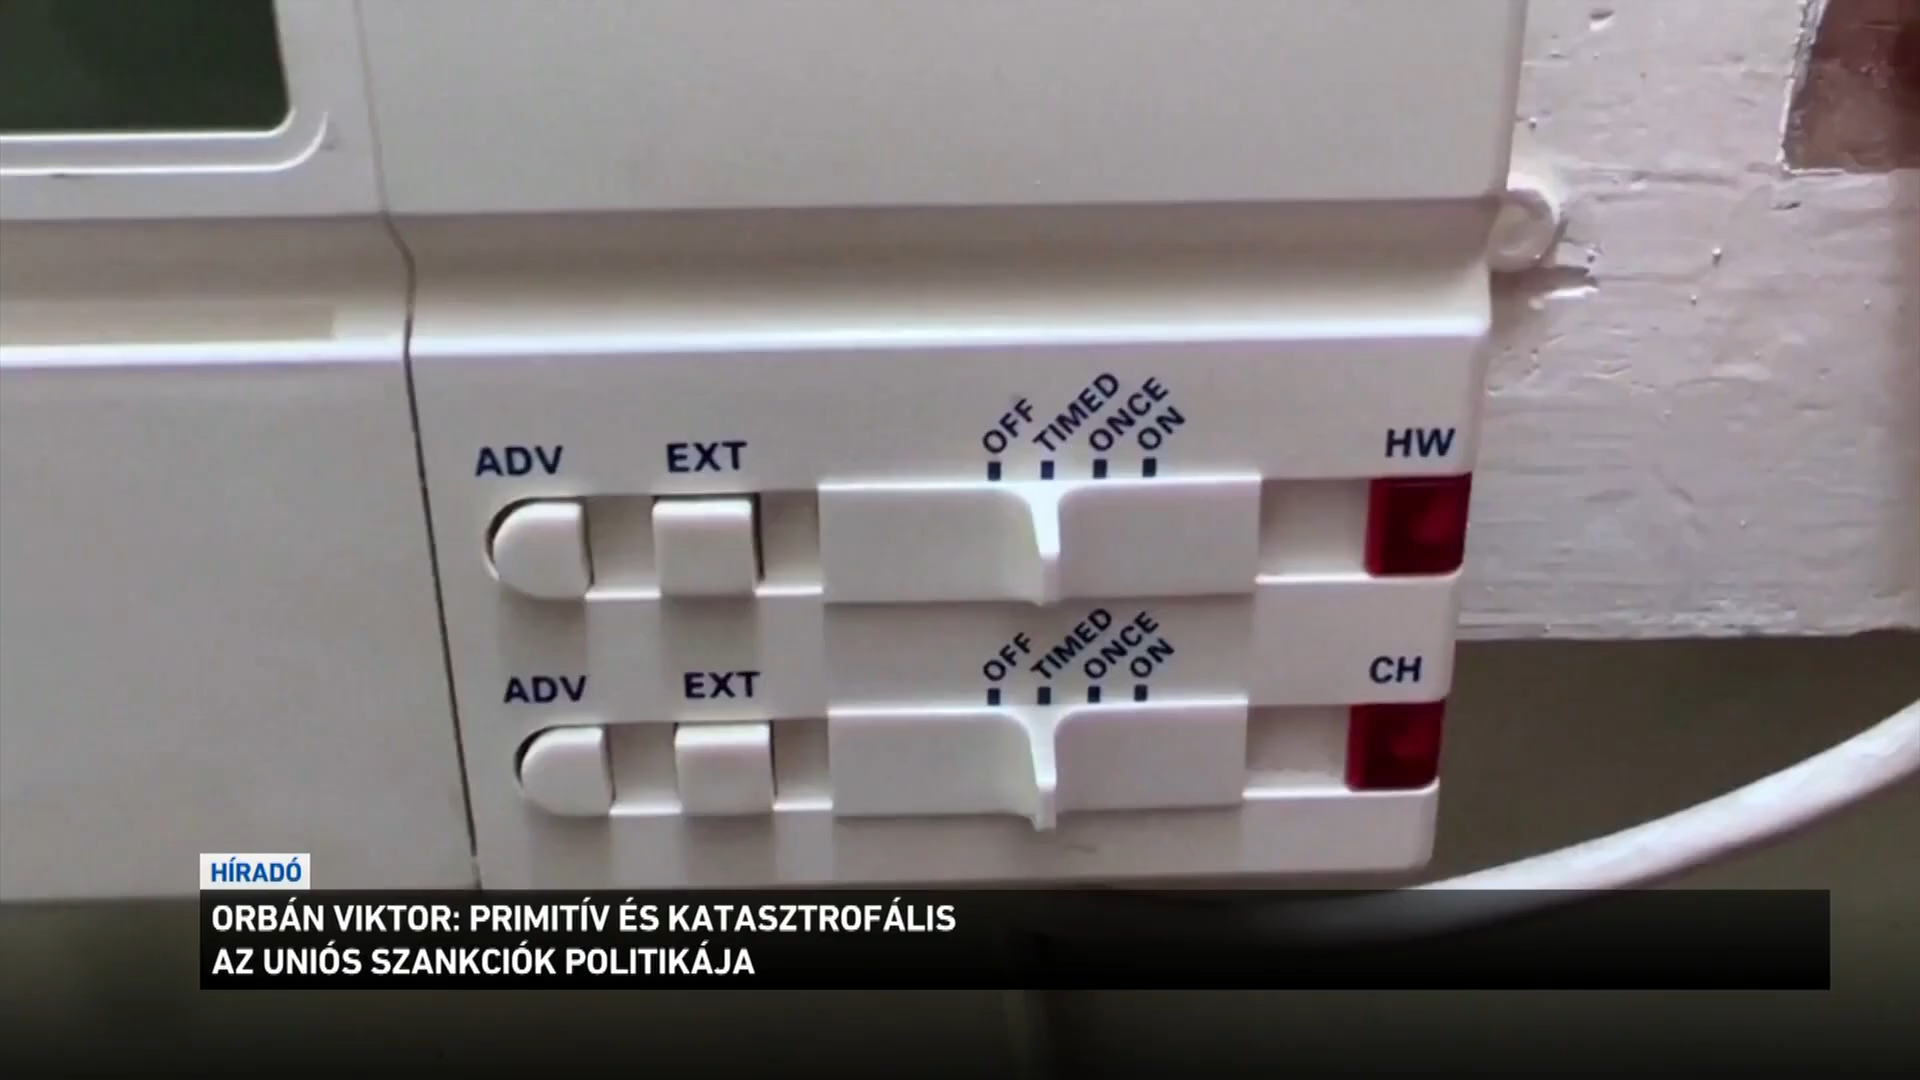 OFF TIMED ONCE ON
ADV EXT HW
OFF TIMED ONCE ON
ADV EXT CH
HÍRADÓ
ORBÁN VIKTOR: PRIMITÍV ÉS KATASZTROFÁLIS
AZ UNIÓS SZANKCIÓK POLITIKÁJA